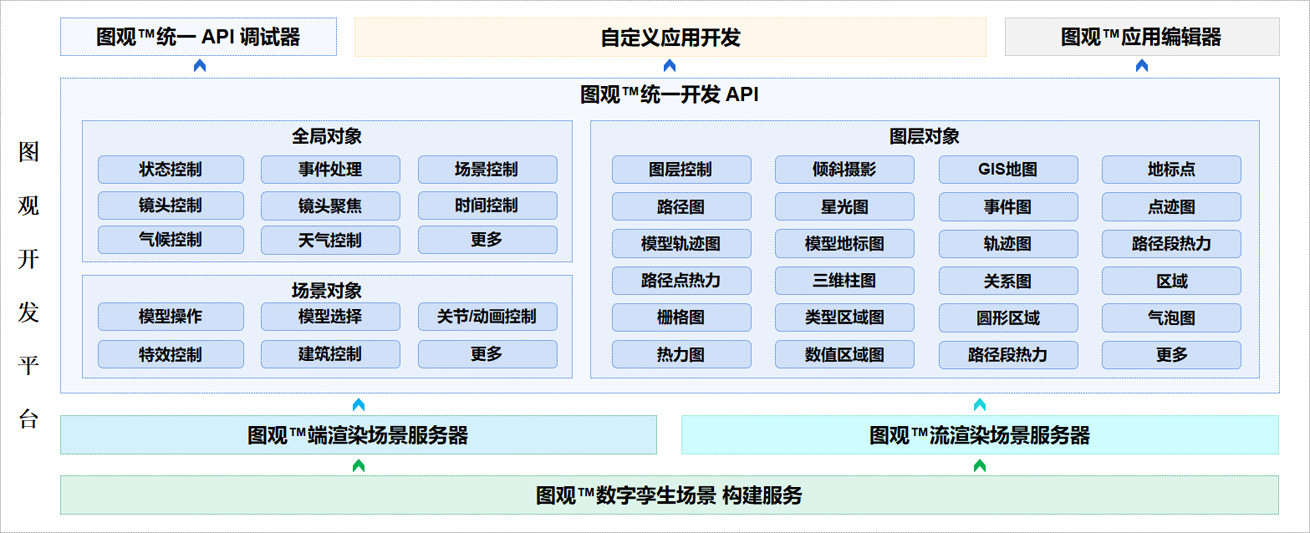 图观™统一 API 调试器
自定义应用开发
图观™应用编辑器
图观开发平台
图观™统一开发 API
全局对象
状态控制 事件处理 场景控制
镜头控制 镜头聚焦 时间控制
气候控制 天气控制 更多
场景对象
模型操作 模型选择 关节/动画控制
特效控制 建筑控制 更多
图层对象
图层控制 倾斜摄影 GIS地图 地标点
路径图 星光图 事件图 点迹图
模型轨迹图 模型地标图 轨迹图 路径段热力
路径点热力 三维柱图 关系图 区域
栅格图 类型区域图 圆形区域 气泡图
热力图 数值区域图 路径段热力 更多
图观™端渲染场景服务器
图观™流渲染场景服务器
图观™数字孪生场景 构建服务